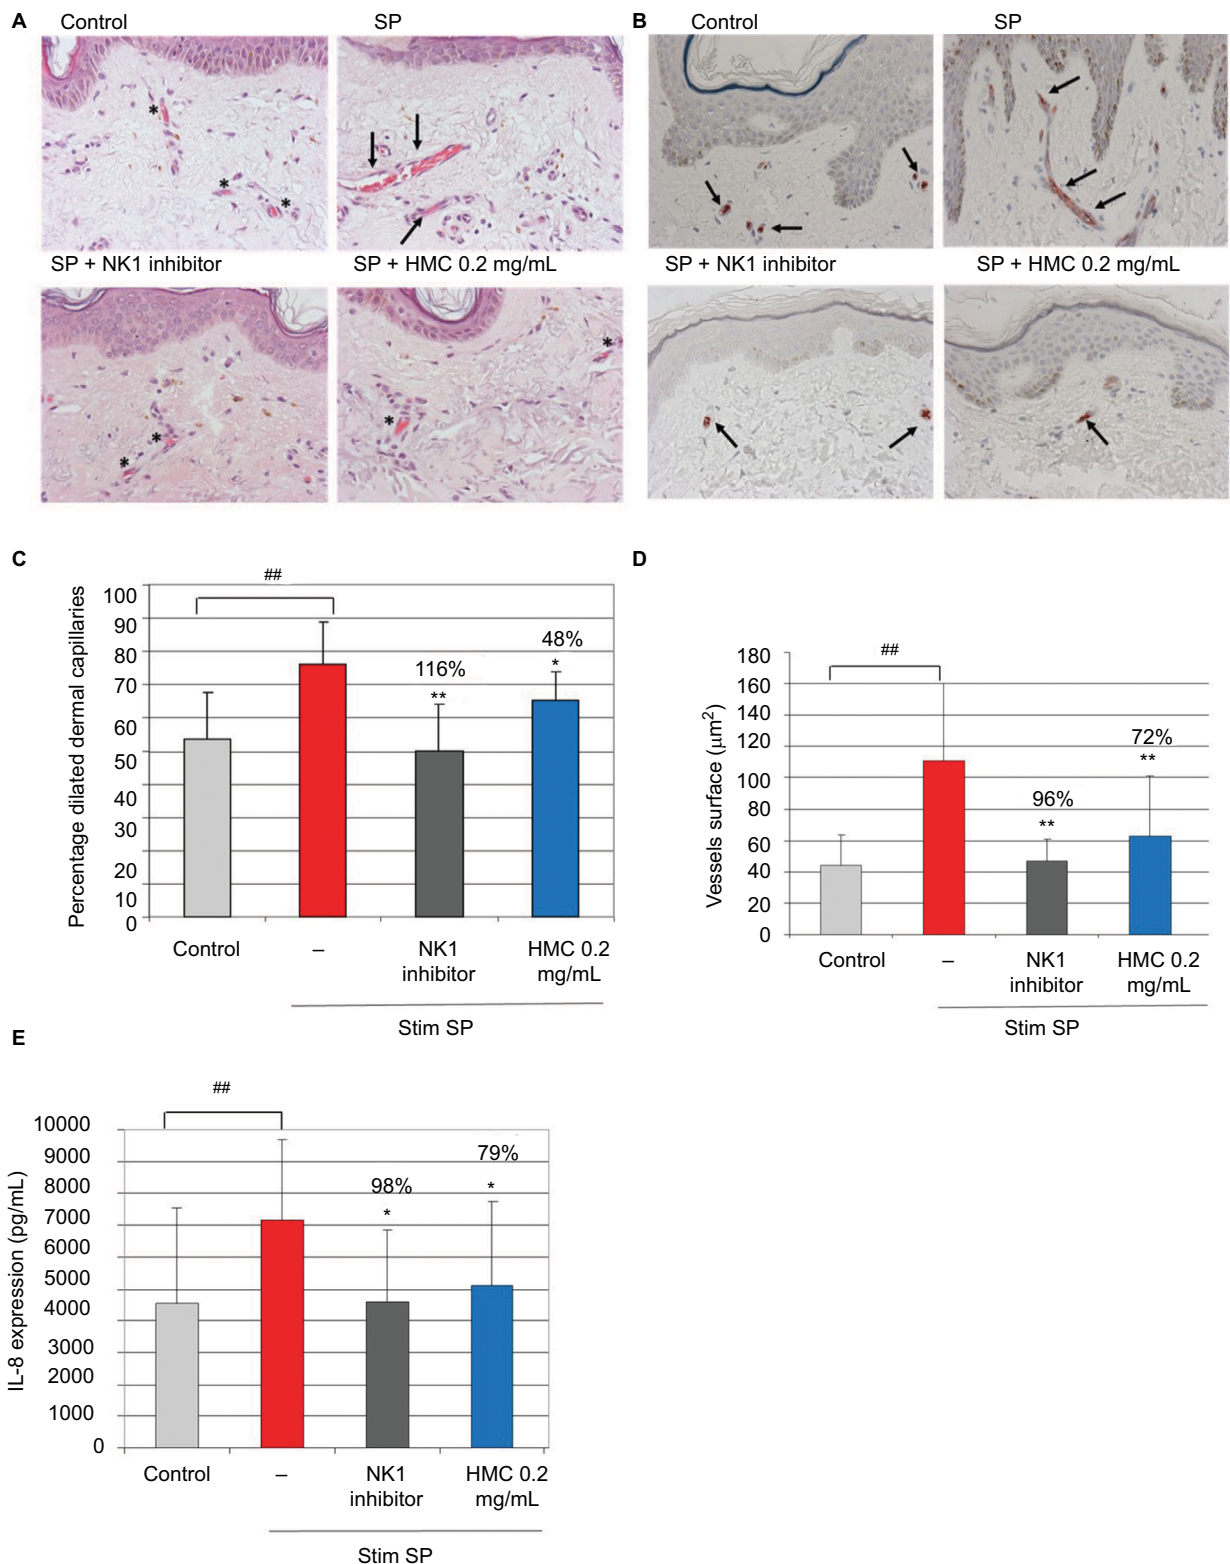 A
Control
SP
*
*
*
SP + NK1 inhibitor
SP + HMC 0.2 mg/mL
*
*
*
*
B
Control
SP
SP + NK1 inhibitor
SP + HMC 0.2 mg/mL
C
Percentage dilated dermal capillaries
100
90
80
70
60
50
40
30
20
10
0
##
116%
**
48%
*
Control
–
NK1
inhibitor
HMC 0.2
mg/mL
Stim SP
D
Vessels surface (μm²)
180
160
140
120
100
80
60
40
20
0
##
96%
**
72%
**
Control
–
NK1
inhibitor
HMC 0.2
mg/mL
Stim SP
E
IL-8 expression (pg/mL)
10000
9000
8000
7000
6000
5000
4000
3000
2000
1000
0
##
98%
*
79%
*
Control
–
NK1
inhibitor
HMC 0.2
mg/mL
Stim SP